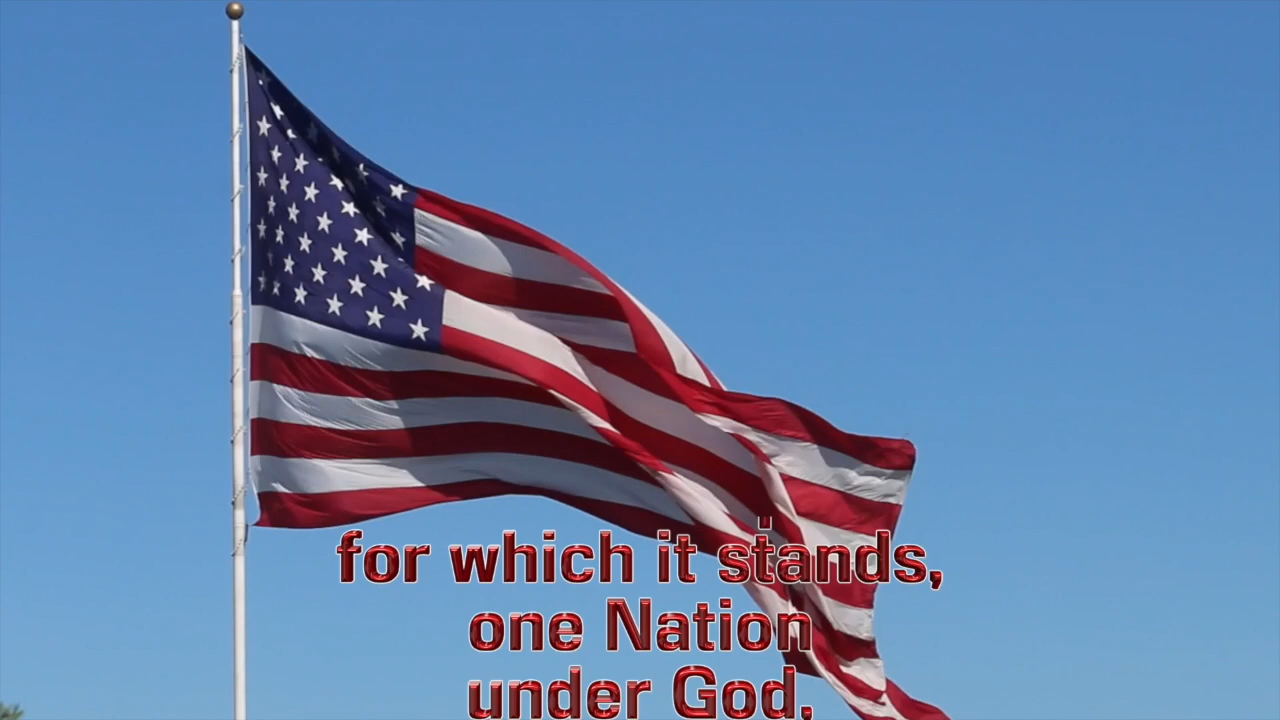 for which it stands,
one Nation
under God,